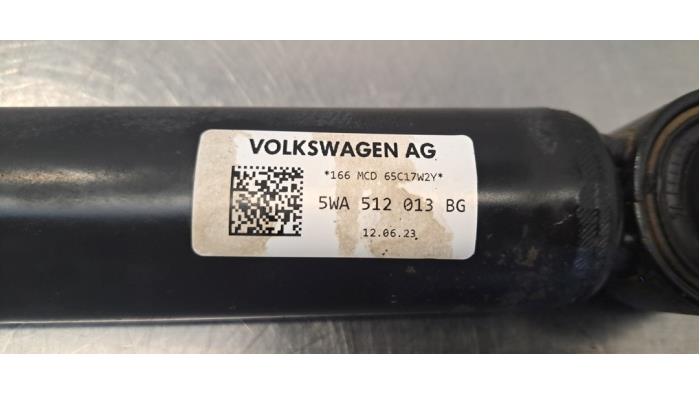 VOLKSWAGEN AG
*166 MCD 65C17W2Y*
5WA 512 013 BG
12.06.23